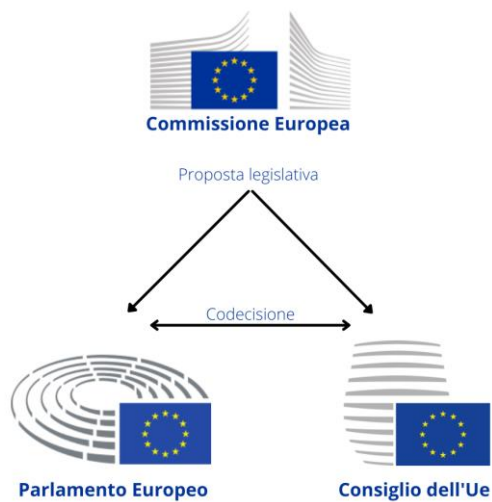 Commissione Europea
Proposta legislativa
Codecisione
Parlamento Europeo
Consiglio dell'Ue